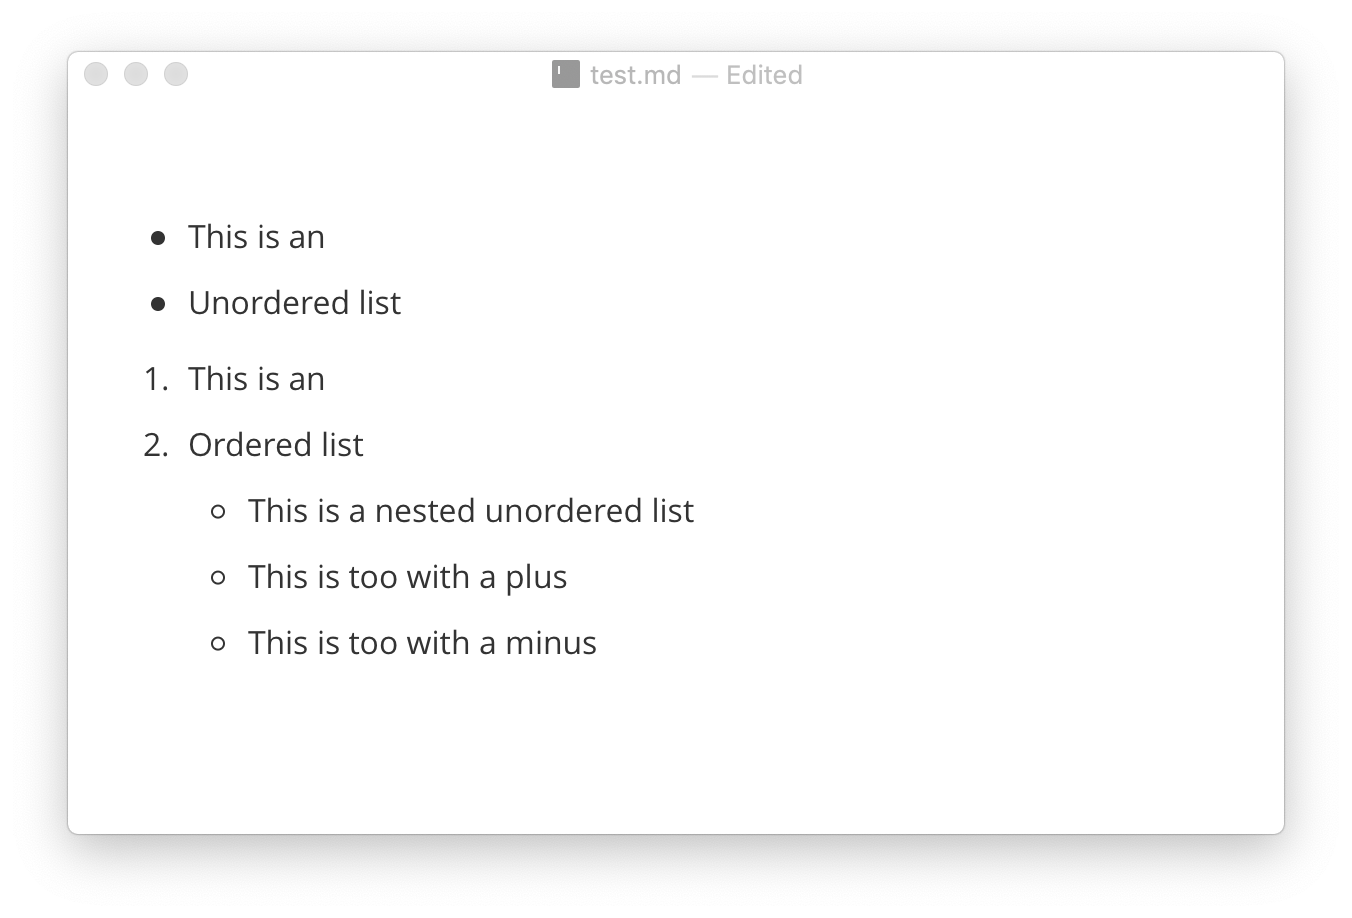 test.md — Edited
• This is an
• Unordered list
1. This is an
2. Ordered list
◦ This is a nested unordered list
◦ This is too with a plus
◦ This is too with a minus